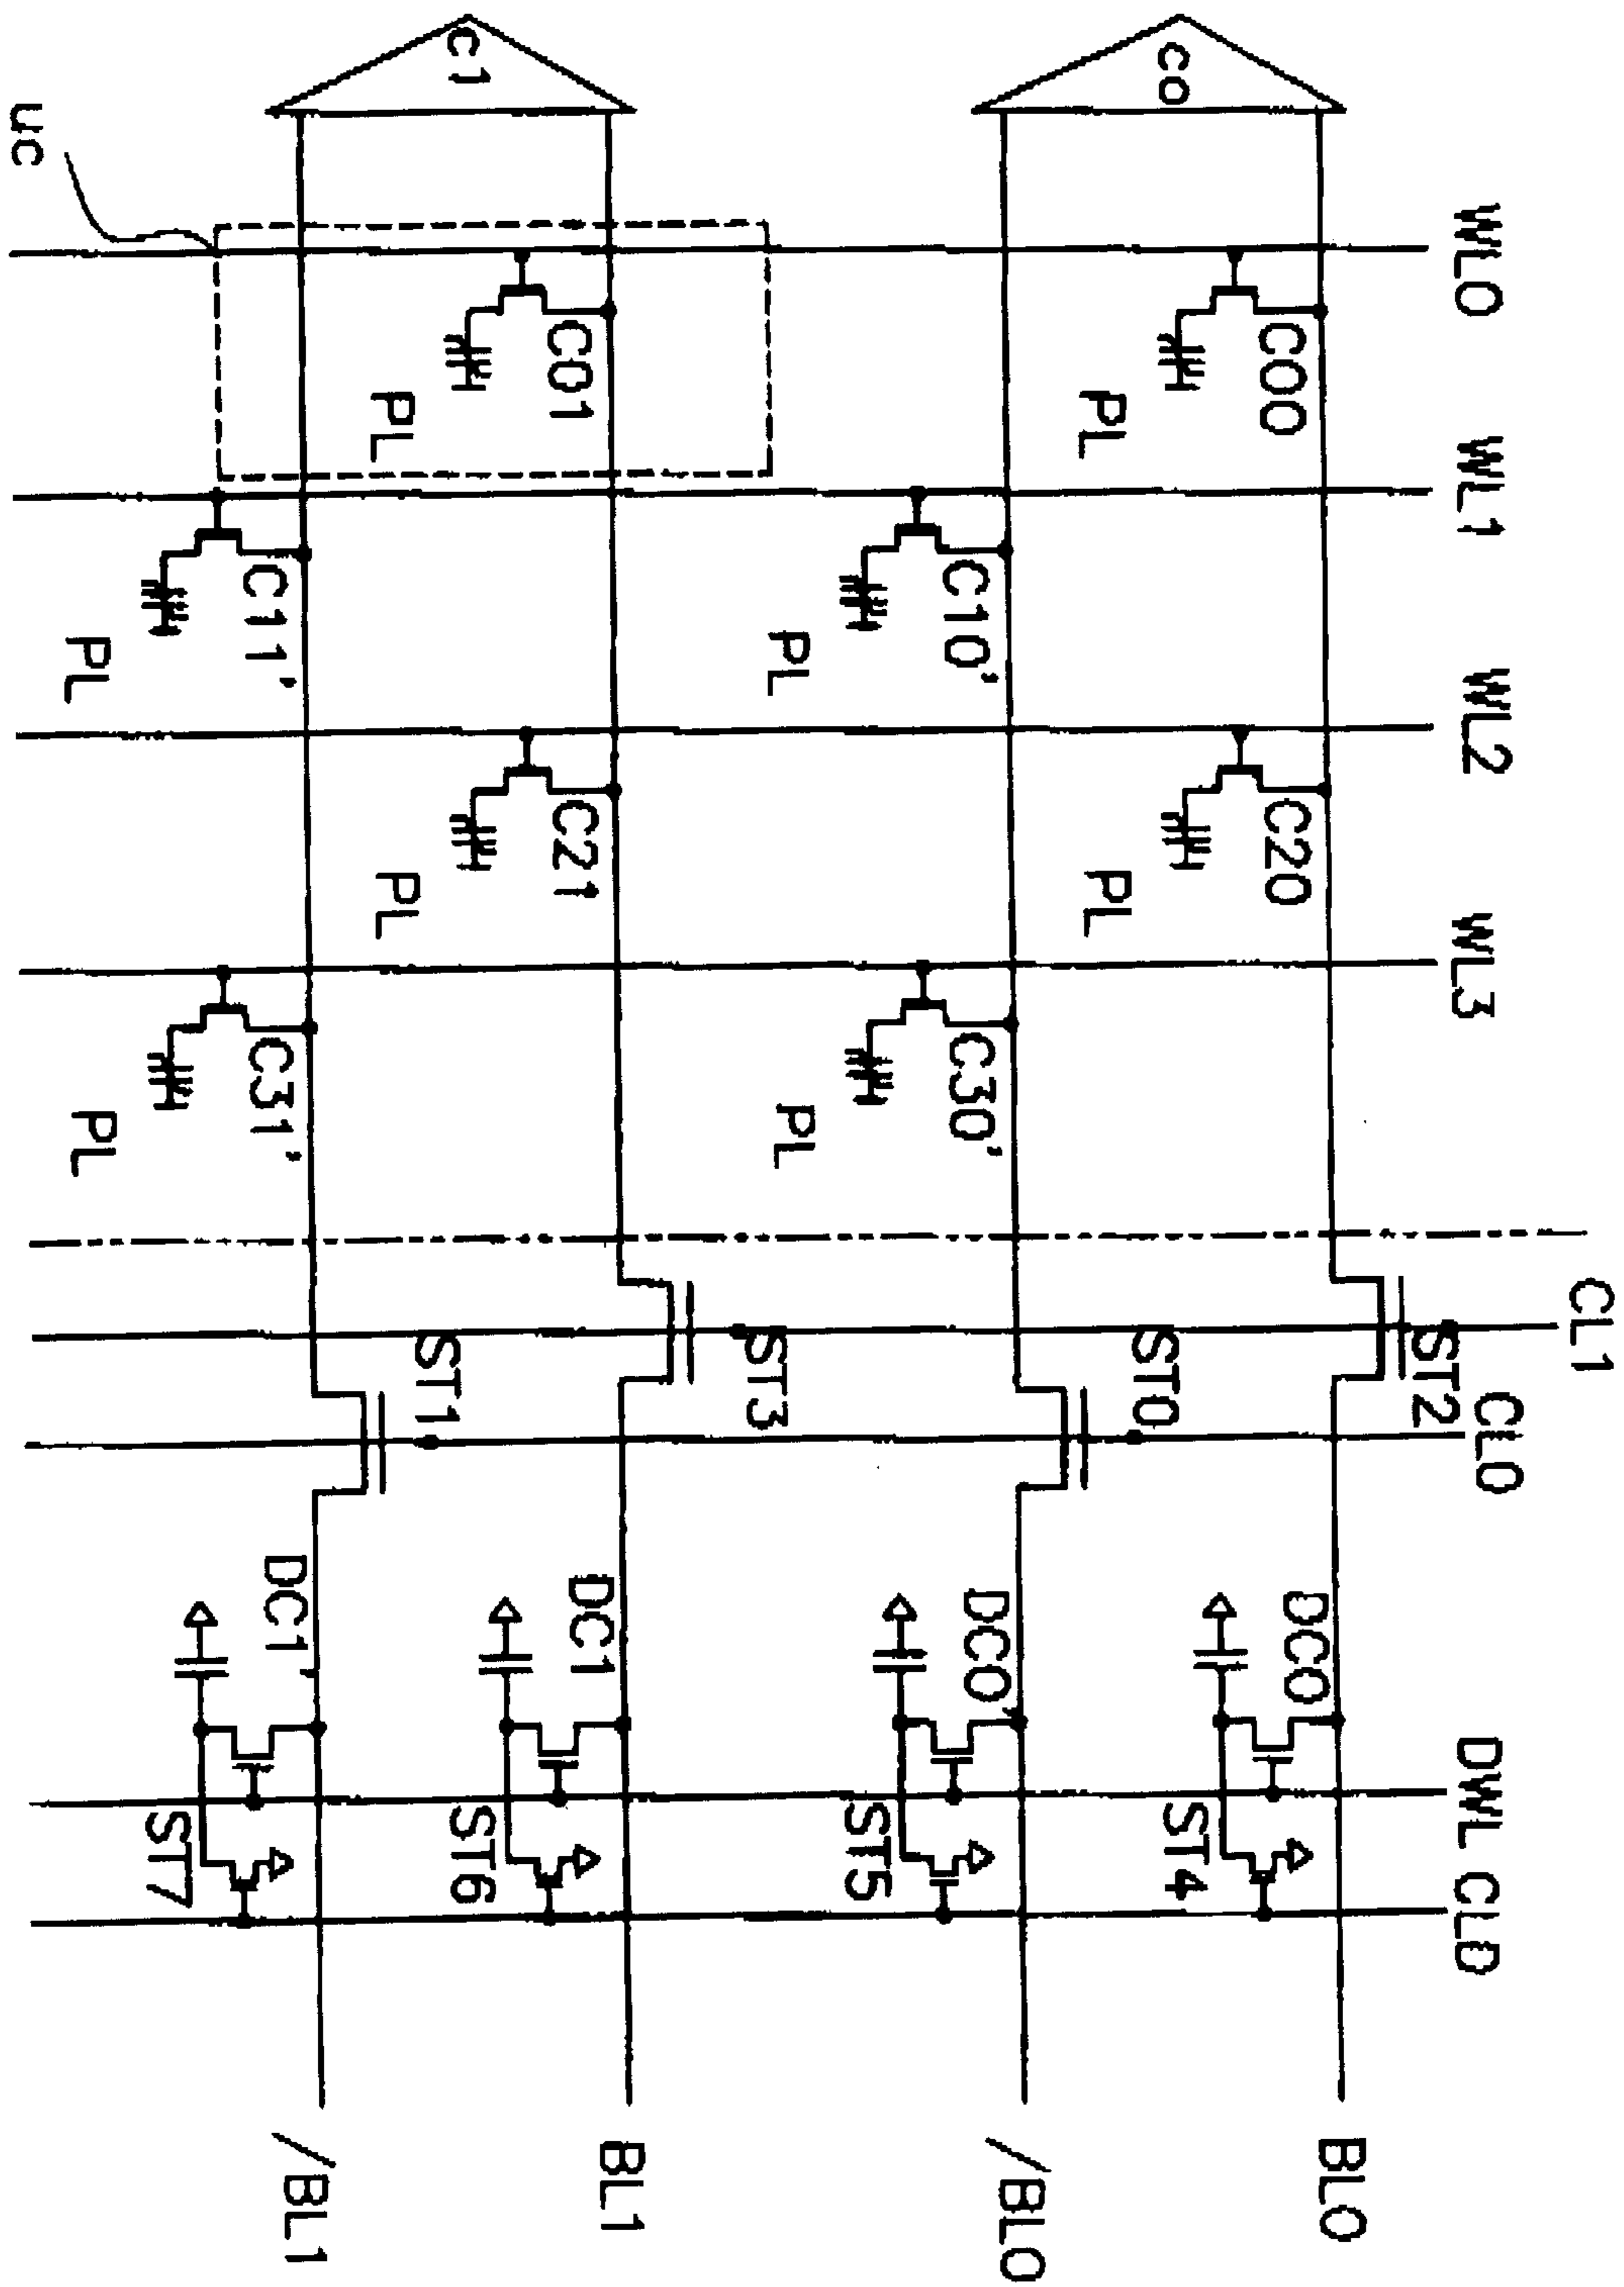 WL0
WL1
WL2
WL3
CL1
CL0
DWL
CLD
c0
C00
PL
C20
PL
ST2
DC0
ST4
BL0
C10'
PL
C30'
PL
ST0
DC0'
ST5
/BL0
c1
C01
PL
C21
PL
ST3
DC1
ST6
BL1
uc
C11'
PL
C31'
PL
ST1
DC1'
ST7
/BL1